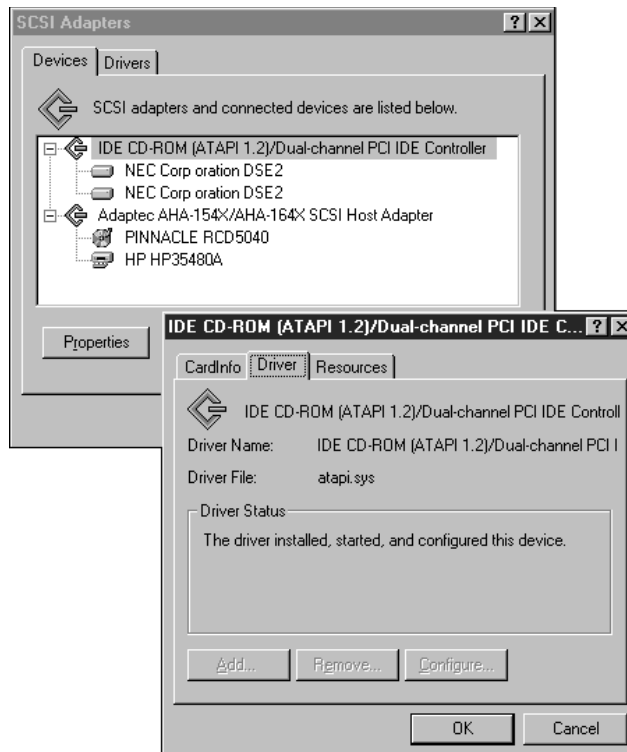 SCSI Adapters
Devices
Drivers
SCSI adapters and connected devices are listed below.
IDE CD-ROM (ATAPI 1.2)/Dual-channel PCI IDE Controller
NEC Corp oration DSE2
NEC Corp oration DSE2
Adaptec AHA-154X/AHA-164X SCSI Host Adapter
PINNACLE RCD5040
HP HP35480A
Properties
IDE CD-ROM (ATAPI 1.2)/Dual-channel PCI IDE C...
CardInfo
Driver
Resources
IDE CD-ROM (ATAPI 1.2)/Dual-channel PCI IDE Controll
Driver Name: IDE CD-ROM (ATAPI 1.2)/Dual-channel PCI I
Driver File: atapi.sys
Driver Status
The driver installed, started, and configured this device.
Add...
Remove...
Configure...
OK
Cancel